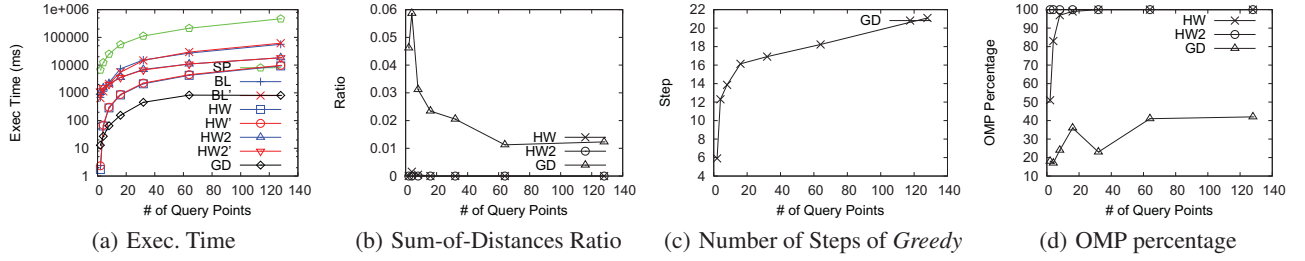 Exec Time (ms)
1e+006
100000
10000
1000
100
10
1
0 20 40 60 80 100 120 140
# of Query Points
SP
BL
BL'
HW
HW'
HW2
HW2'
GD
(a) Exec. Time
Ratio
0.06
0.05
0.04
0.03
0.02
0.01
0
0 20 40 60 80 100 120 140
# of Query Points
HW
HW2
GD
(b) Sum-of-Distances Ratio
Step
22
20
18
16
14
12
10
8
6
4
0 20 40 60 80 100 120 140
# of Query Points
GD
(c) Number of Steps of Greedy
OMP Percentage
100
90
80
70
60
50
40
30
20
10
0 20 40 60 80 100 120 140
# of Query Points
HW
HW2
GD
(d) OMP percentage